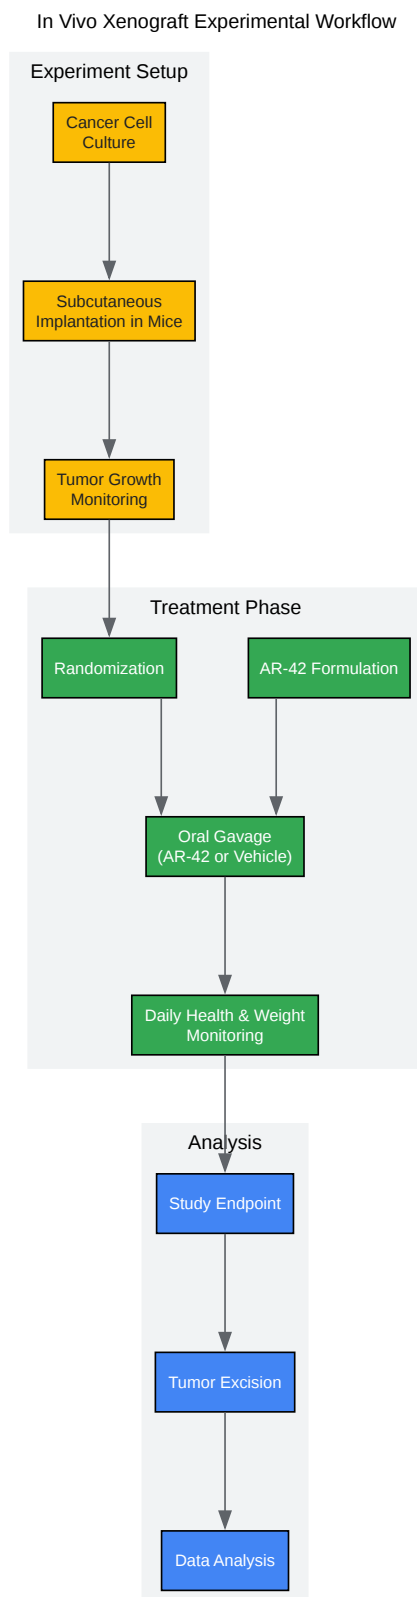 In Vivo Xenograft Experimental Workflow
Experiment Setup
Cancer Cell
Culture
Subcutaneous
Implantation in Mice
Tumor Growth
Monitoring
Treatment Phase
Randomization
AR-42 Formulation
Oral Gavage
(AR-42 or Vehicle)
Daily Health & Weight
Monitoring
Analysis
Study Endpoint
Tumor Excision
Data Analysis